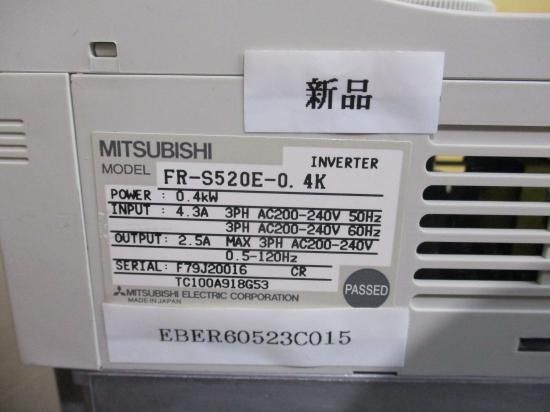 新品
MITSUBISHI
INVERTER
MODEL FR-S520E-0.4K
POWER : 0.4kW
INPUT : 4.3A 3PH AC200-240V 50Hz
3PH AC200-240V 60Hz
OUTPUT: 2.5A MAX 3PH AC200-240V
0.5-120Hz
SERIAL: F79J20016 CR
TC100A918G53
MITSUBISHI ELECTRIC CORPORATION
MADE IN JAPAN
PASSED
EBER60523C015